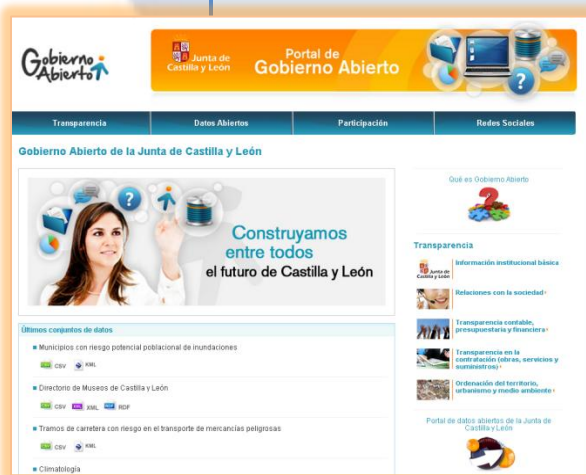 Gobierno
Abierto
Junta de
Castilla y León
Portal de
Gobierno Abierto
?
Transparencia
Datos Abiertos
Participación
Redes Sociales
Gobierno Abierto de la Junta de Castilla y León
?
Construyamos
entre todos
el futuro de Castilla y León
Últimos conjuntos de datos
Municipios con riesgo potencial poblacional de inundaciones
CSV KML
Directorio de Museos de Castilla y León
CSV XML RDF
Tramos de carretera con riesgo en el transporte de mercancías peligrosas
CSV KML
Climatología
Qué es Gobierno Abierto
Transparencia
Junta de
Castilla y León
Información institucional básica
Relaciones con la sociedad
Transparencia contable,
presupuestaria y financiera
Transparencia en la
contratación (obras, servicios y
suministros)
Ordenación del territorio,
urbanismo y medio ambiente
Portal de datos abiertos de la Junta de
Castilla y León